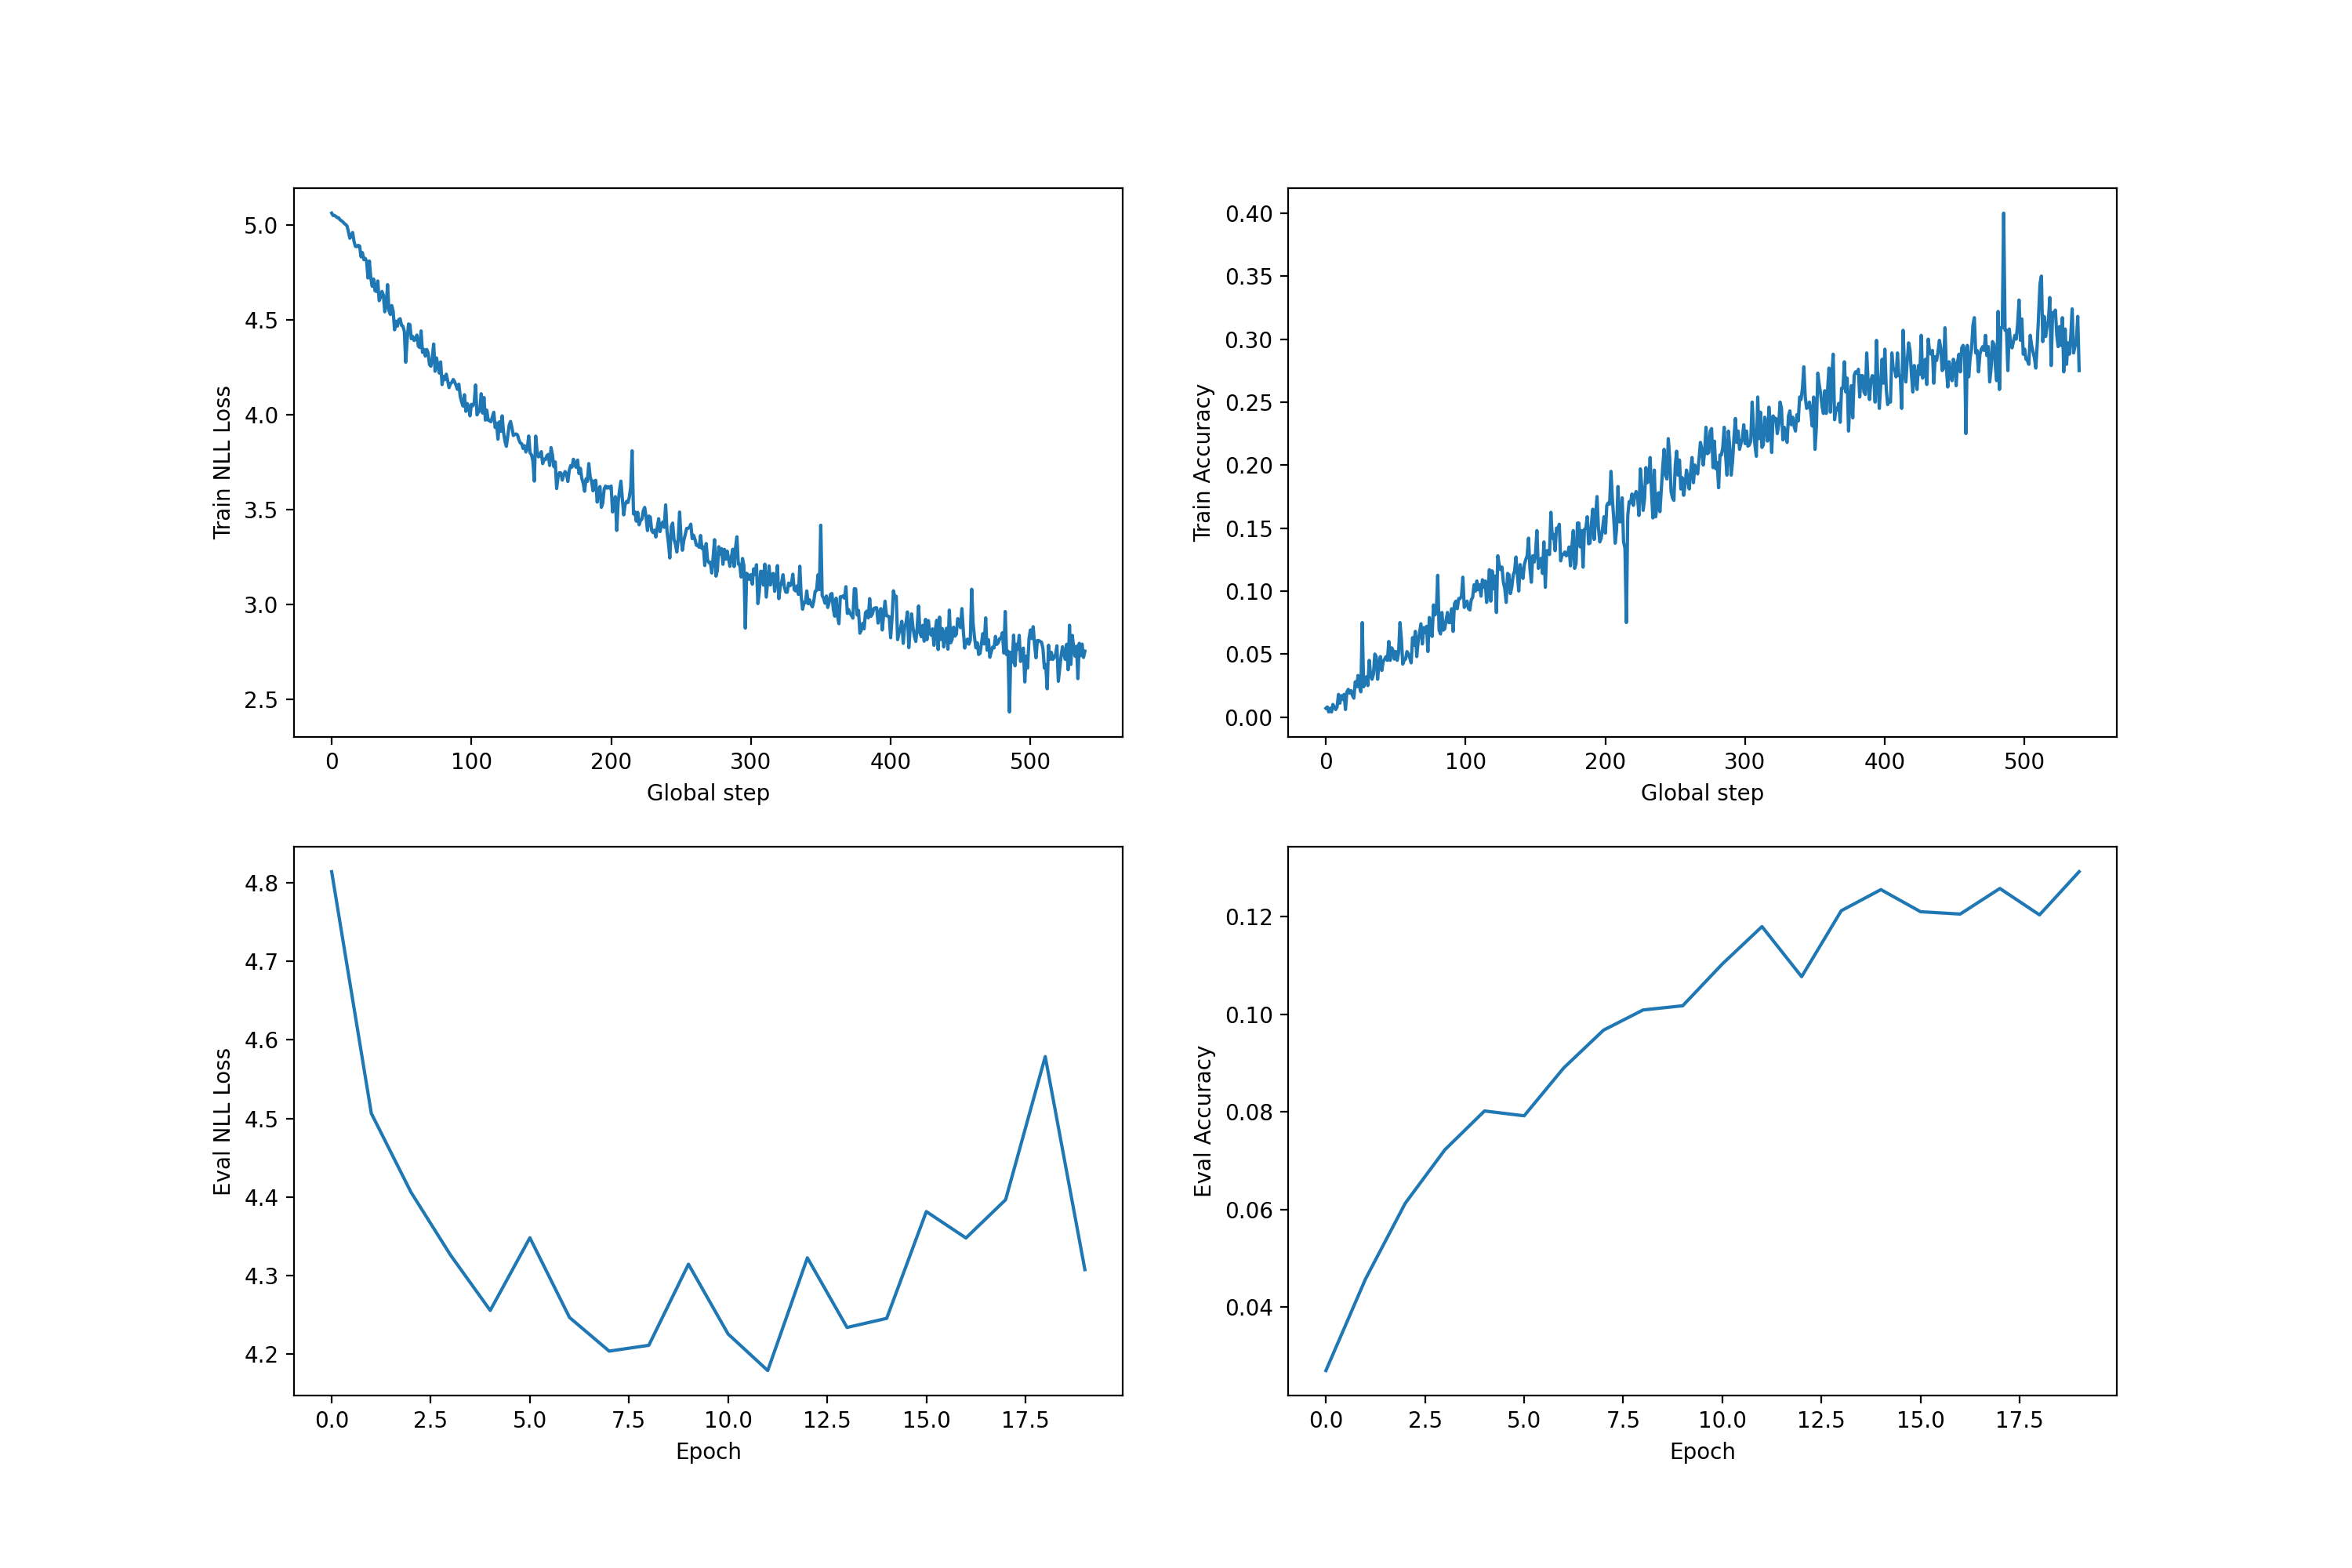 5.0
4.5
4.0
3.5
3.0
2.5
Train NLL Loss
0 100 200 300 400 500
Global step
0.40
0.35
0.30
0.25
0.20
0.15
0.10
0.05
0.00
Train Accuracy
0 100 200 300 400 500
Global step
4.8
4.7
4.6
4.5
4.4
4.3
4.2
Eval NLL Loss
0.0 2.5 5.0 7.5 10.0 12.5 15.0 17.5
Epoch
0.12
0.10
0.08
0.06
0.04
Eval Accuracy
0.0 2.5 5.0 7.5 10.0 12.5 15.0 17.5
Epoch